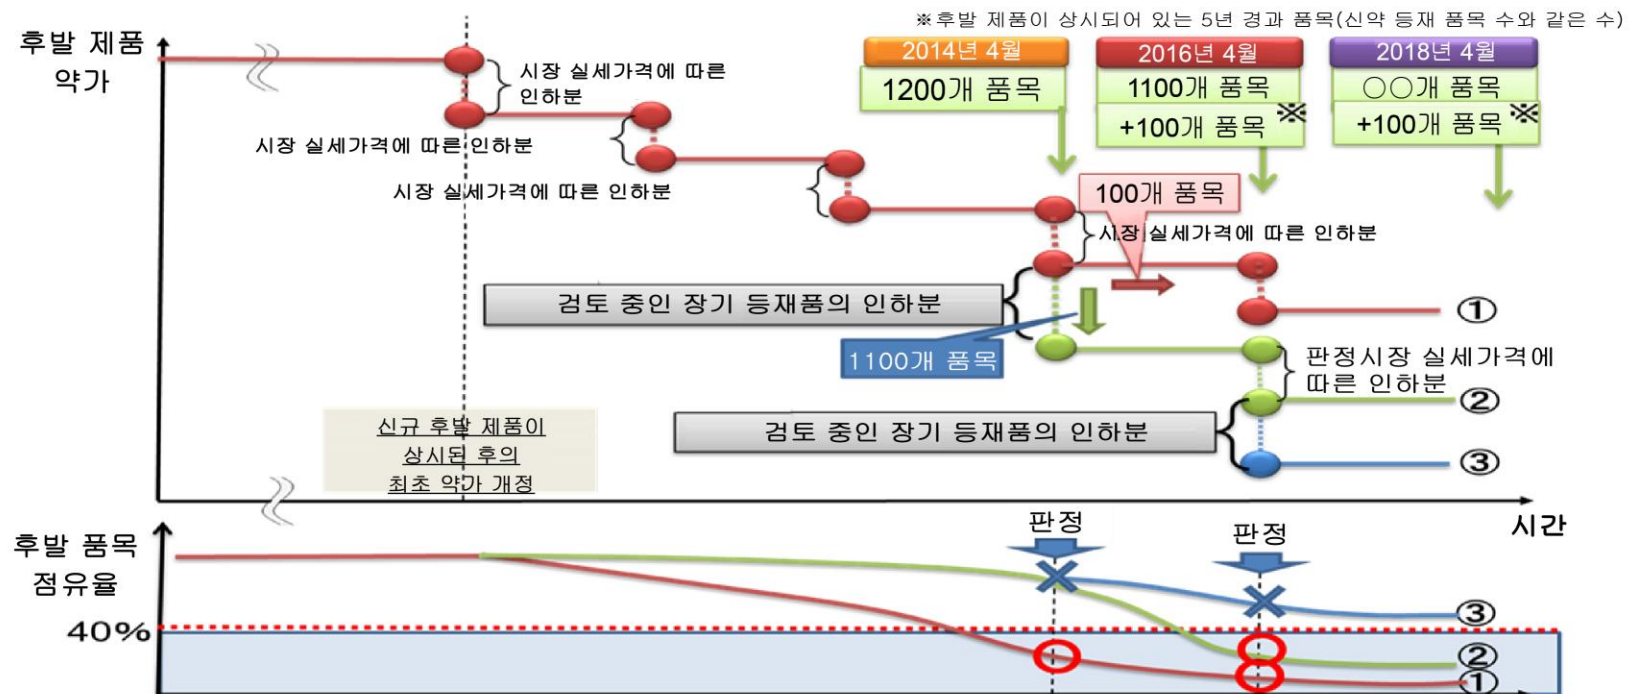 ※후발 제품이 상시되어 있는 5년 경과 품목(신약 등재 품목 수와 같은 수)
후발 제품
약가
2014년 4월
1200개 품목
2016년 4월
1100개 품목
+100개 품목 ※
2018년 4월
○○개 품목
+100개 품목 ※
시장 실세가격에 따른
인하분
시장 실세가격에 따른 인하분
시장 실세가격에 따른 인하분
100개 품목
시장 실세가격에 따른 인하분
검토 중인 장기 등재품의 인하분
①
1100개 품목
판정시장 실세가격에
따른 인하분
②
검토 중인 장기 등재품의 인하분
③
신규 후발 제품이
상시된 후의
최초 약가 개정
시간
후발 품목
점유율
판정
판정
40%
③
②
①